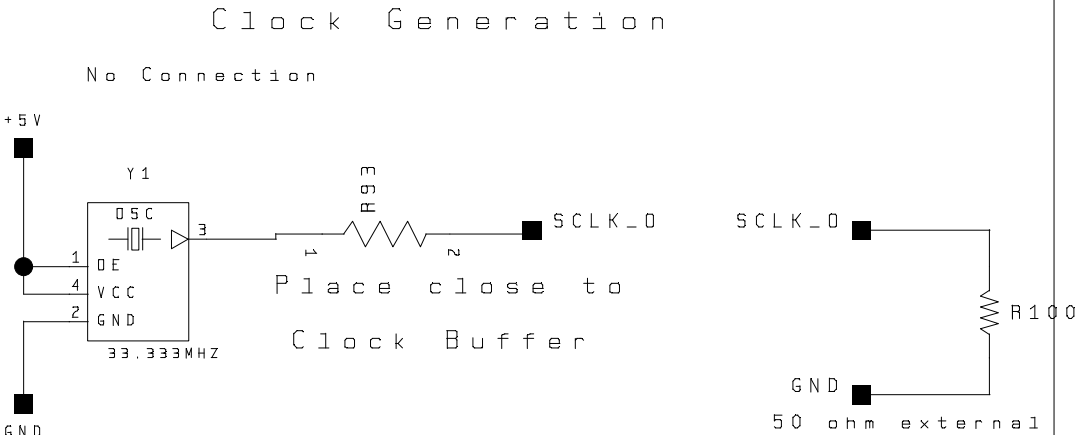 Clock Generation
No Connection
+5V
Y1
OSC
R93
3
1
2
SCLK_0
SCLK_0
1 OE
4 VCC
2 GND
33.333MHZ
Place close to
Clock Buffer
R100
GND
GND
50 ohm external